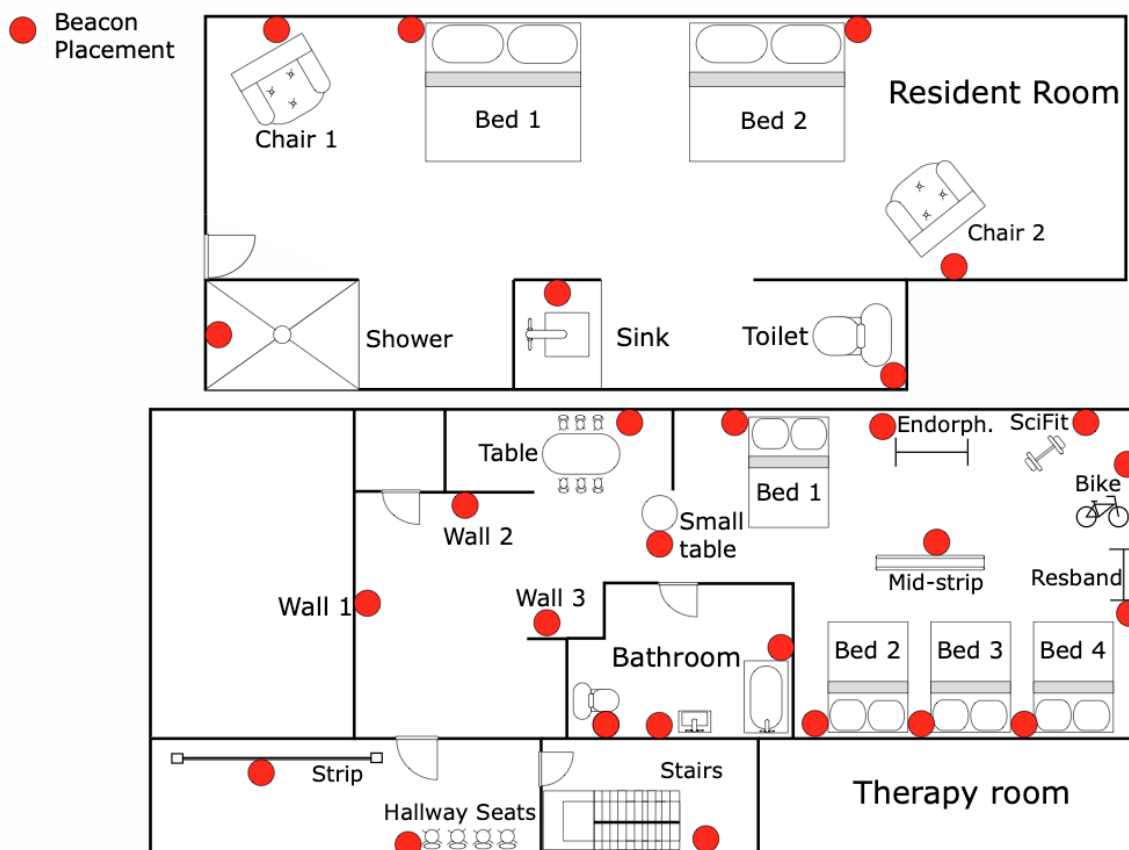 Beacon
Placement
Resident Room
Bed 1
Bed 2
Chair 1
Chair 2
Shower
Sink
Toilet
Endorph.
SciFit
Table
Bike
Bed 1
Small
table
Wall 2
Mid-strip
Resband
Wall 1
Wall 3
Bathroom
Bed 2
Bed 3
Bed 4
Strip
Stairs
Therapy room
Hallway Seats